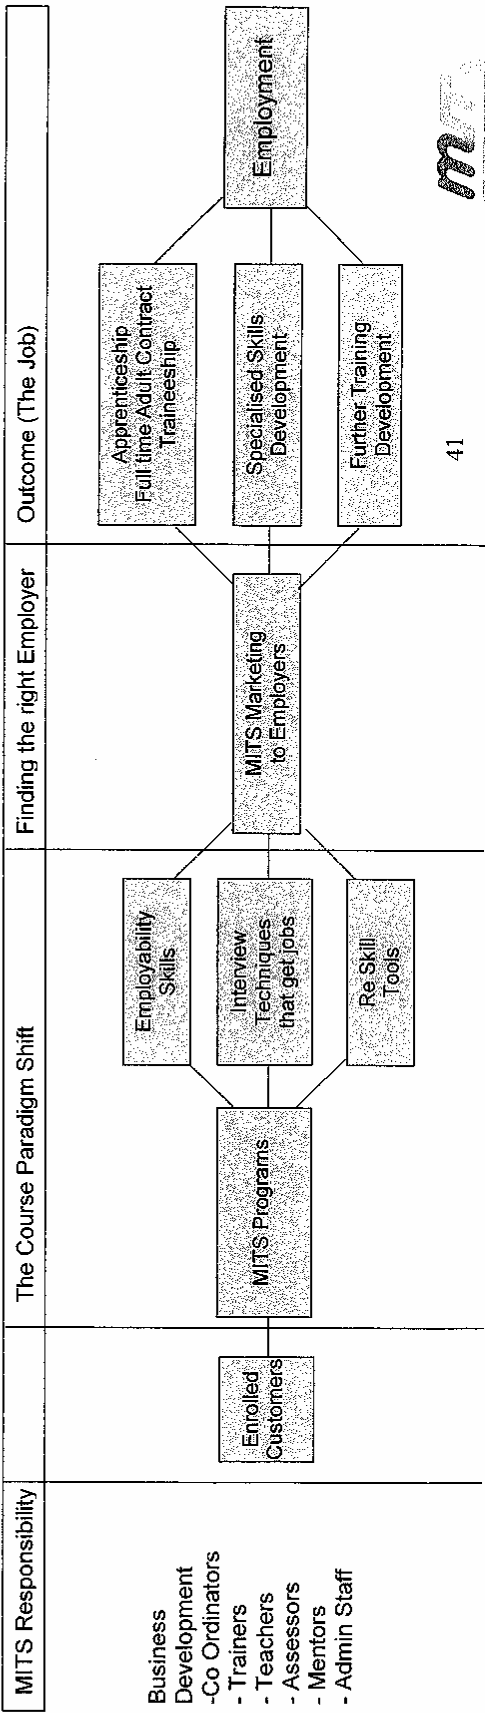 MITS Responsibility
The Course Paradigm Shift
Finding the right Employer
Outcome (The Job)
Business
Development
-Co Ordinators
- Trainers
- Teachers
- Assessors
- Mentors
- Admin Staff
Enrolled
Customers
MITS Programs
Employability
Skills
Interview
Techniques
that get jobs
Re Skill
Tools
MITS Marketing
to Employers
Apprenticeship
Full time Adult Contract
Traineeship
Specialised Skills
Development
Further Training
Development
Employment
41